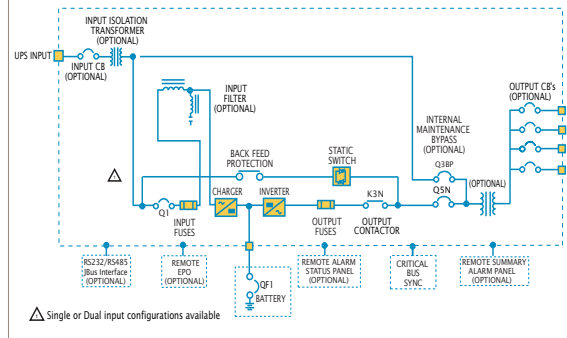 INPUT ISOLATION
TRANSFORMER
(OPTIONAL)
UPS INPUT
INPUT CB
(OPTIONAL)
INPUT
FILTER
(OPTIONAL)
OUTPUT CB's
(OPTIONAL)
INTERNAL
MAINTENANCE
BYPASS
(OPTIONAL)
BACK FEED
PROTECTION
STATIC
SWITCH
Q3BP
(OPTIONAL)
Q1
INPUT
FUSES
CHARGER
INVERTER
OUTPUT
FUSES
K3N
OUTPUT
CONTACTOR
Q5N
RS232/RS485
JBus Interface
(OPTIONAL)
REMOTE
EPO
(OPTIONAL)
QF1
BATTERY
REMOTE ALARM
STATUS PANEL
(OPTIONAL)
CRITICAL
BUS
SYNC
REMOTE SUMMARY
ALARM PANEL
(OPTIONAL)
Single or Dual input configurations available